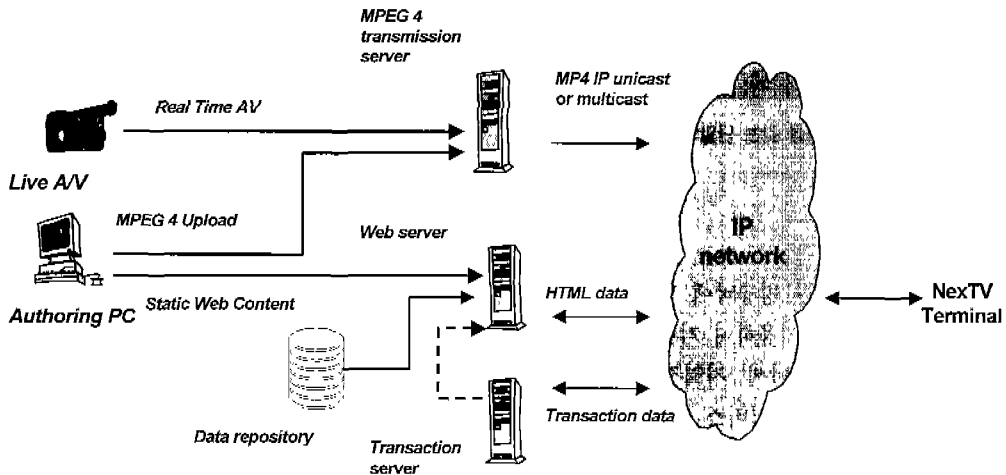 MPEG 4
transmission
server
MP4 IP unicast
or multicast
Real Time AV
Live A/V
MPEG 4 Upload
Web server
IP
network
Static Web Content
HTML data
NexTV
Terminal
Authoring PC
Data repository
Transaction
server
Transaction data